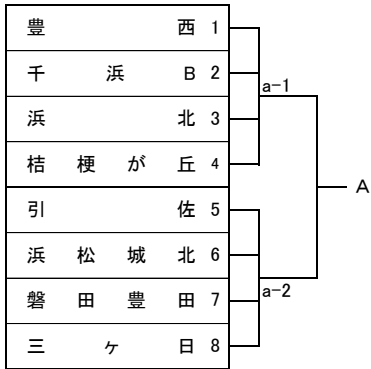 豊西 1
千浜B 2
a-1
浜北 3
桔梗が丘 4
A
引佐 5
浜松城北 6
磐田豊田 7
a-2
三ヶ日 8